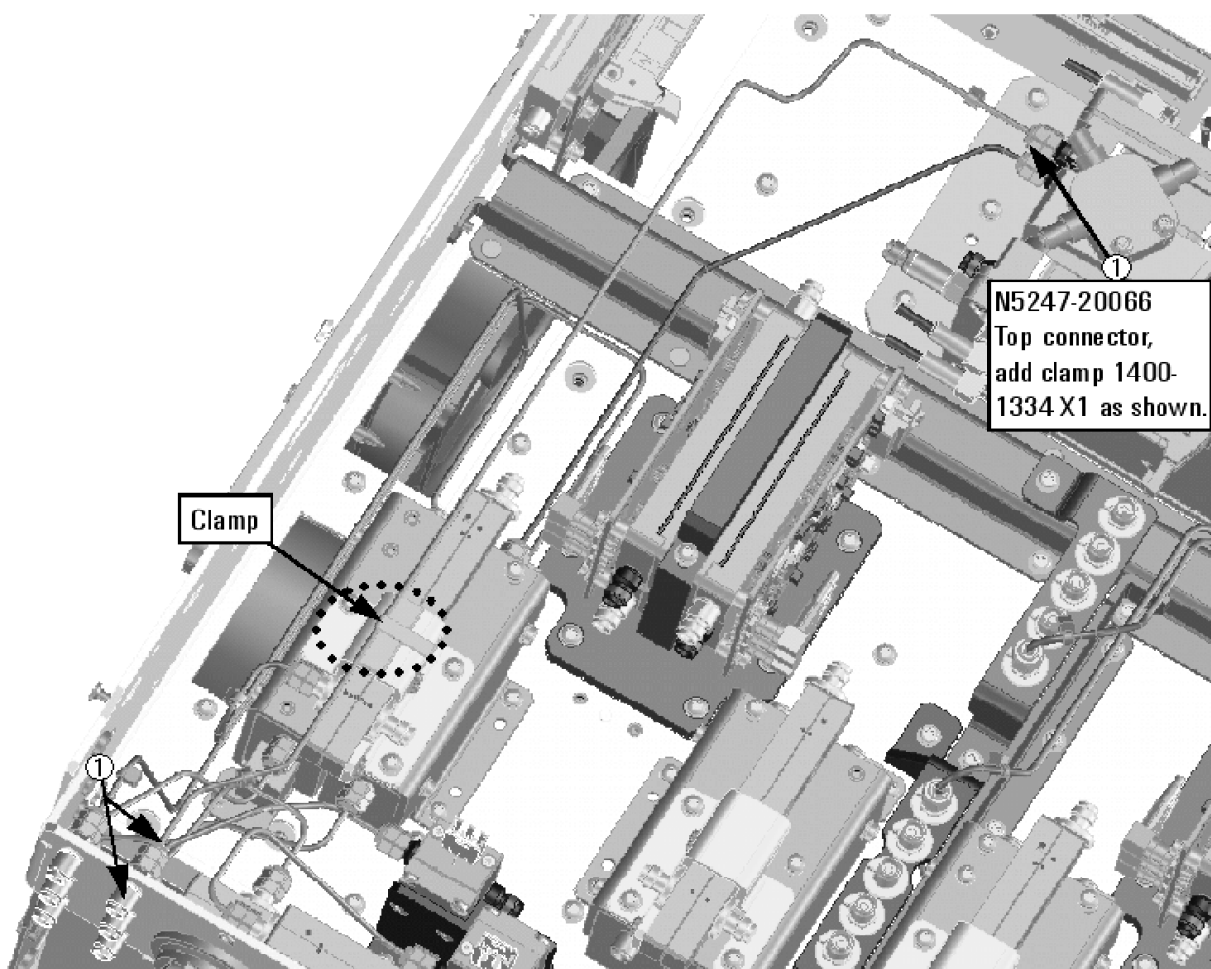 ①
N5247-20066
Top connector,
add clamp 1400-
1334 X1 as shown.
Clamp
①